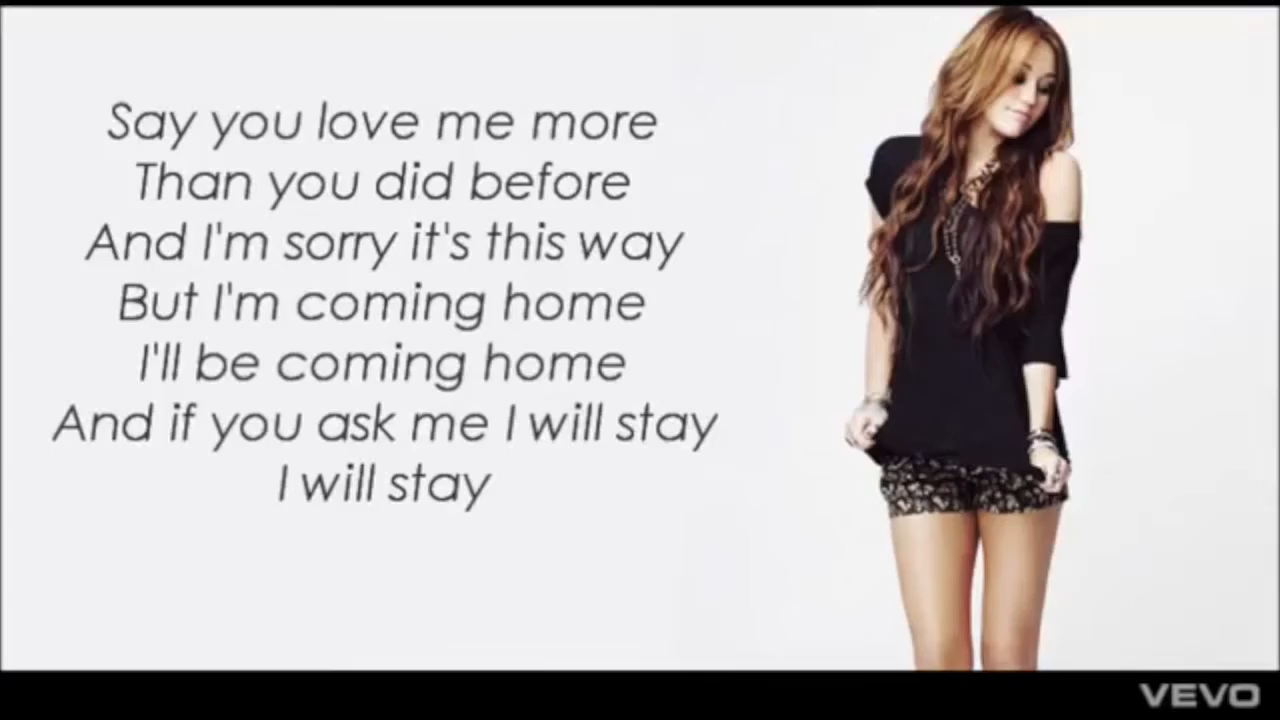 Say you love me more
Than you did before
And I'm sorry it's this way
But I'm coming home
I'll be coming home
And if you ask me I will stay
I will stay
VEVO